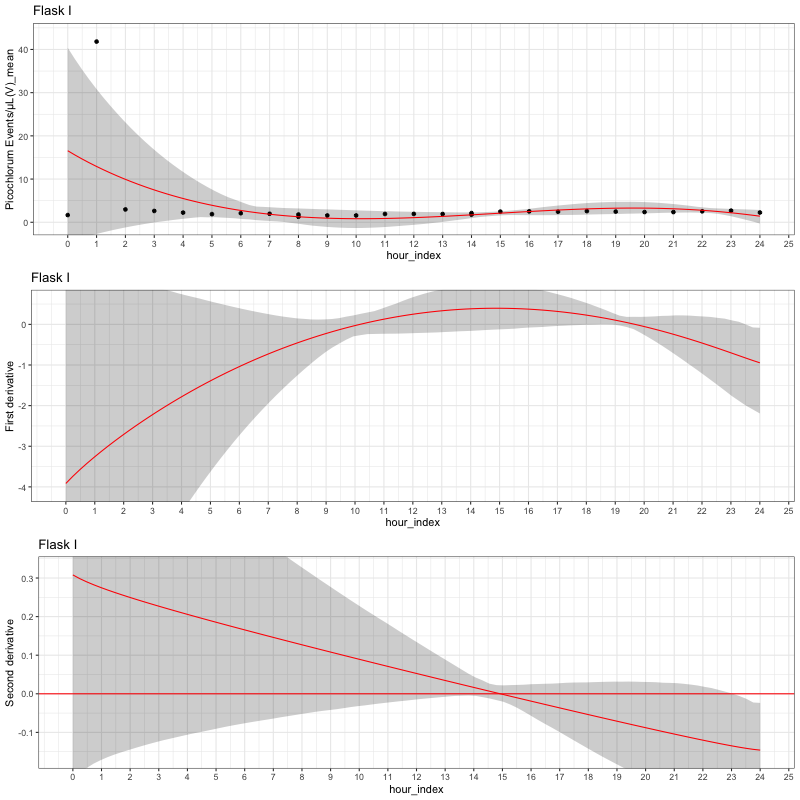 Flask I
Picochlorum Events/μL(V)_mean
40
30
20
10
0
0 1 2 3 4 5 6 7 8 9 10 11 12 13 14 15 16 17 18 19 20 21 22 23 24 25
hour_index
Flask I
First derivative
0
-1
-2
-3
-4
0 1 2 3 4 5 6 7 8 9 10 11 12 13 14 15 16 17 18 19 20 21 22 23 24 25
hour_index
Flask I
Second derivative
0.3
0.2
0.1
0.0
-0.1
0 1 2 3 4 5 6 7 8 9 10 11 12 13 14 15 16 17 18 19 20 21 22 23 24 25
hour_index